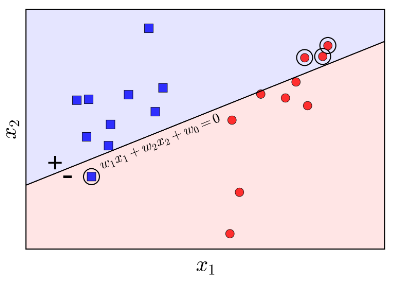 x₂
w₁x₁ + w₂x₂ + w₀ = 0
+
-
x₁